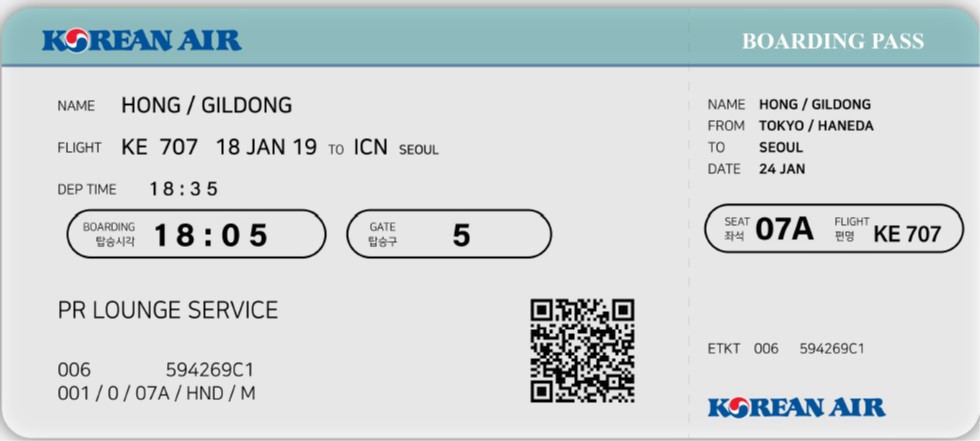 KOREAN AIR
BOARDING PASS
NAME HONG / GILDONG
FLIGHT KE 707 18 JAN 19 TO ICN SEOUL
DEP TIME 18:35
BOARDING 18:05
탑승시각
GATE 5
탑승구
PR LOUNGE SERVICE
006 594269C1
001 / 0 / 07A / HND / M
NAME HONG / GILDONG
FROM TOKYO / HANEDA
TO SEOUL
DATE 24 JAN
SEAT 07A FLIGHT KE 707
좌석 편명
ETKT 006 594269C1
KOREAN AIR